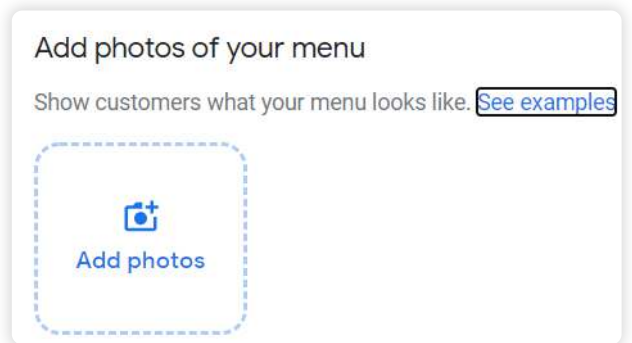 Add photos of your menu
Show customers what your menu looks like. See examples
Add photos